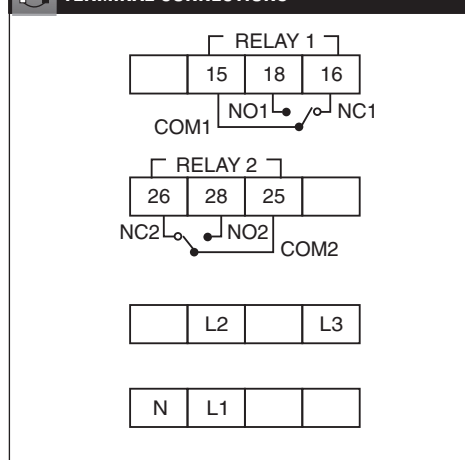 TERMINAL CONNECTIONS
RELAY 1
15 18 16
NO1 NC1
COM1
RELAY 2
26 28 25
NC2 NO2
COM2
L2 L3
N L1